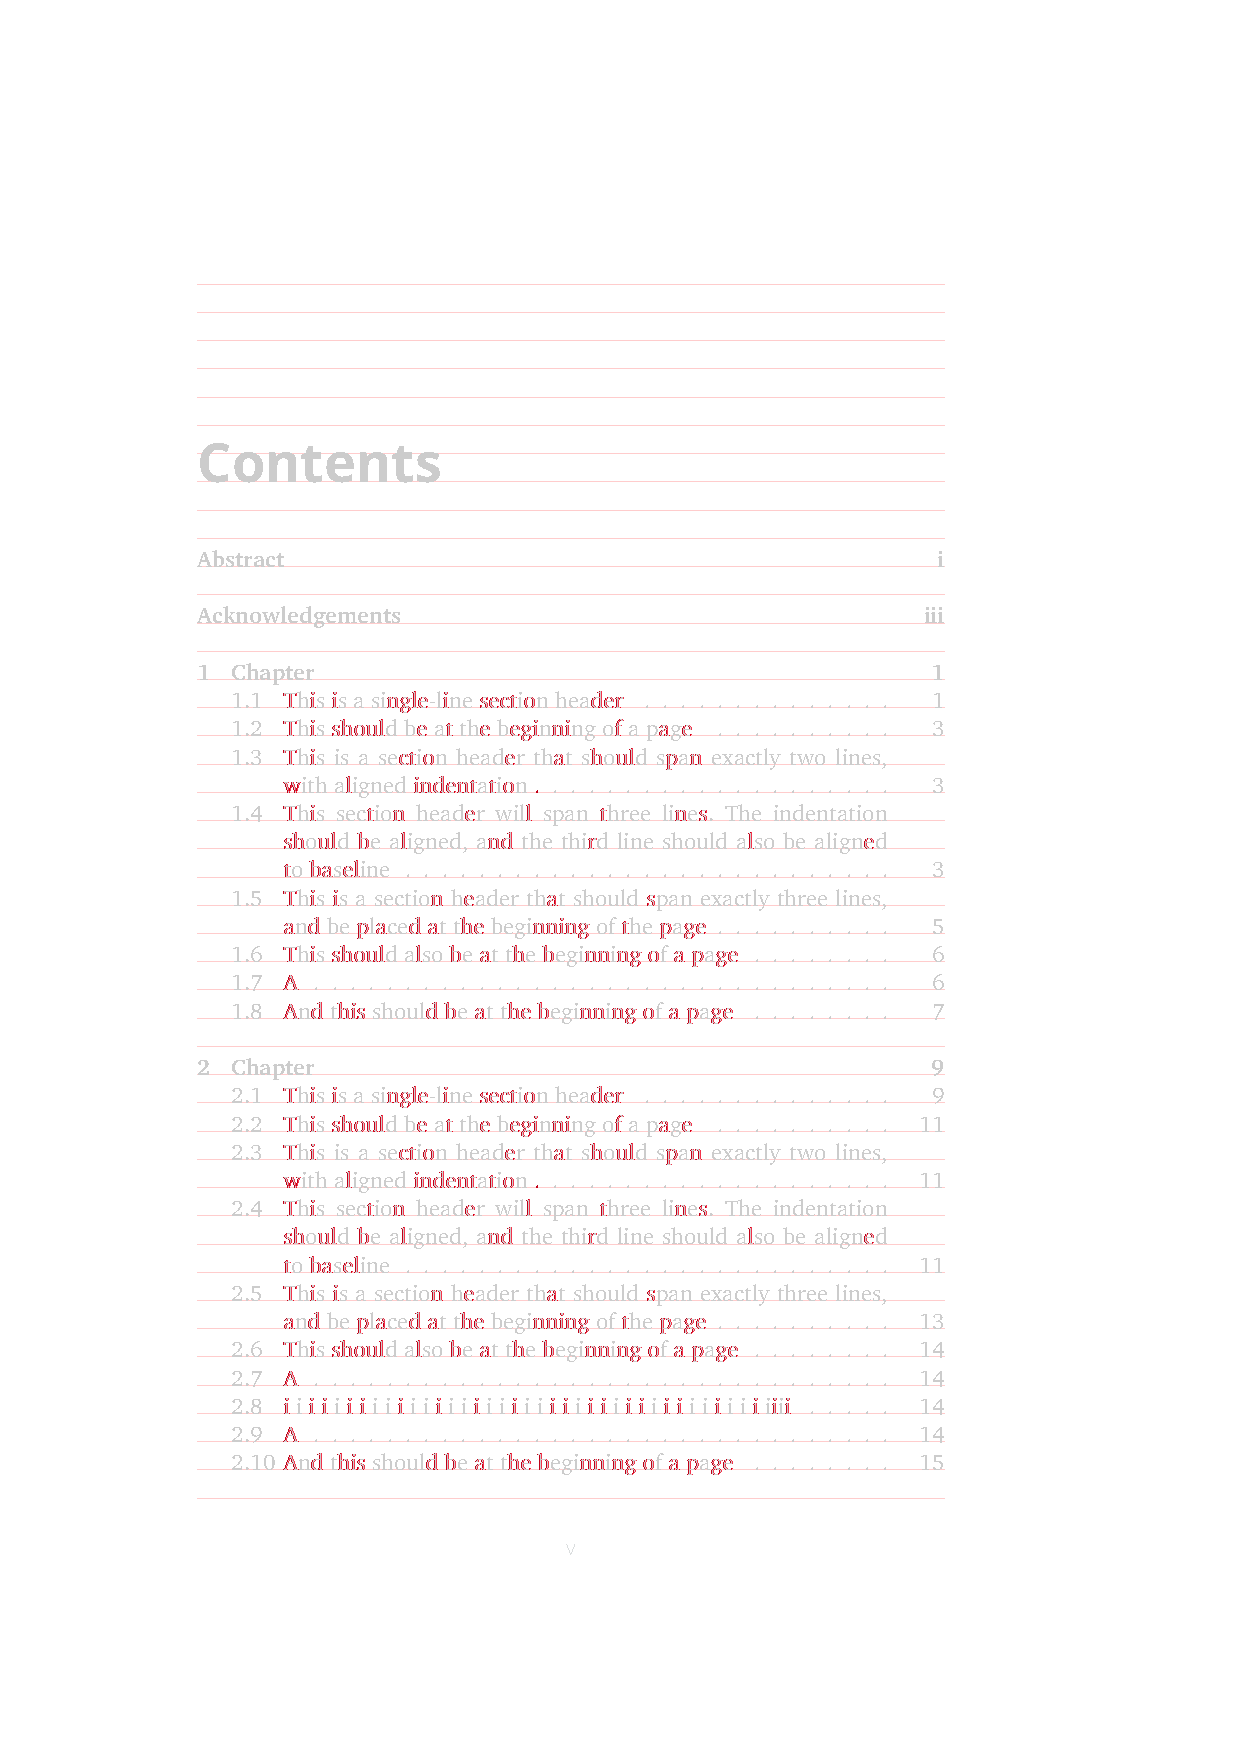 Contents
Abstract i
Acknowledgements iii
1 Chapter 1
1.1 This is a single-line section header . . . . . . . . . . . . . . 1
1.2 This should be at the beginning of a page . . . . . . . . . . 3
1.3 This is a section header that should span exactly two lines,
with aligned indentation . . . . . . . . . . . . . . . . . . . . 3
1.4 This section header will span three lines. The indentation
should be aligned, and the third line should also be aligned
to baseline . . . . . . . . . . . . . . . . . . . . . . . . . . . 3
1.5 This is a section header that should span exactly three lines,
and be placed at the beginning of the page . . . . . . . . . . 5
1.6 This should also be at the beginning of a page . . . . . . . . 6
1.7 A . . . . . . . . . . . . . . . . . . . . . . . . . . . . . . . . 6
1.8 And this should be at the beginning of a page . . . . . . . . 7
2 Chapter 9
2.1 This is a single-line section header . . . . . . . . . . . . . . 9
2.2 This should be at the beginning of a page . . . . . . . . . . 11
2.3 This is a section header that should span exactly two lines,
with aligned indentation . . . . . . . . . . . . . . . . . . . . 11
2.4 This section header will span three lines. The indentation
should be aligned, and the third line should also be aligned
to baseline . . . . . . . . . . . . . . . . . . . . . . . . . . . 11
2.5 This is a section header that should span exactly three lines,
and be placed at the beginning of the page . . . . . . . . . . 13
2.6 This should also be at the beginning of a page . . . . . . . . 14
2.7 A . . . . . . . . . . . . . . . . . . . . . . . . . . . . . . . . 14
2.8 i i i i i i i i i i i i i i i i i i i i i i i i i i i i i i i i i i i i i i iiii . . . . . 14
2.9 A . . . . . . . . . . . . . . . . . . . . . . . . . . . . . . . . 14
2.10 And this should be at the beginning of a page . . . . . . . . 15
v